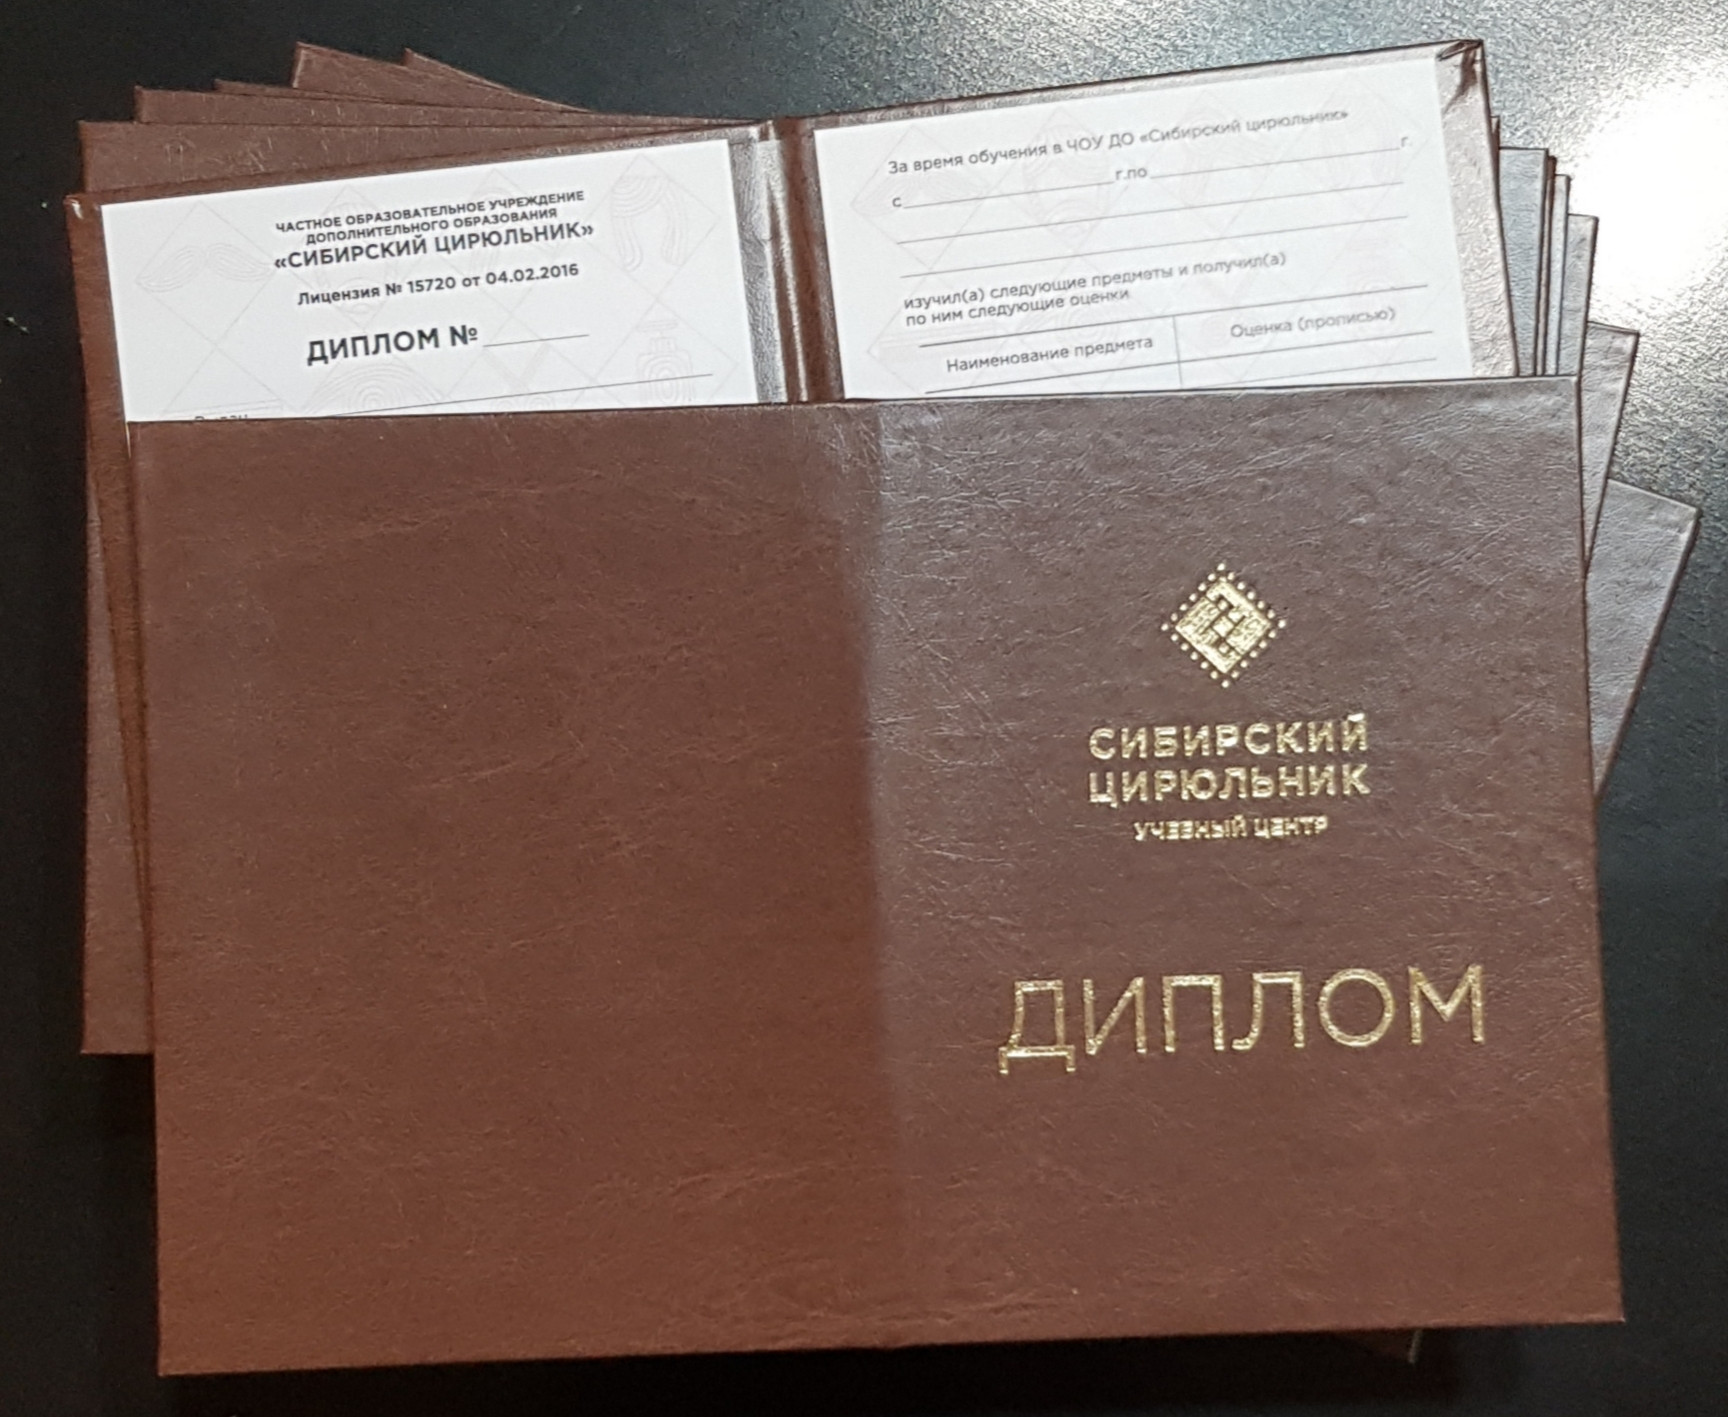 ЧАСТНОЕ ОБРАЗОВАТЕЛЬНОЕ УЧРЕЖДЕНИЕ
ДОПОЛНИТЕЛЬНОГО ОБРАЗОВАНИЯ
«СИБИРСКИЙ ЦИРЮЛЬНИК»
Лицензия № 15720 от 04.02.2016
ДИПЛОМ №
За время обучения в ЧОУ ДО «Сибирский цирюльник»
с г.по г
изучил(а) следующие предметы и получил(а)
по ним следующие оценки
Наименование предмета Оценка (прописью)
СИБИРСКИЙ
ЦИРЮЛЬНИК
УЧЕБНЫЙ ЦЕНТР
ДИПЛОМ